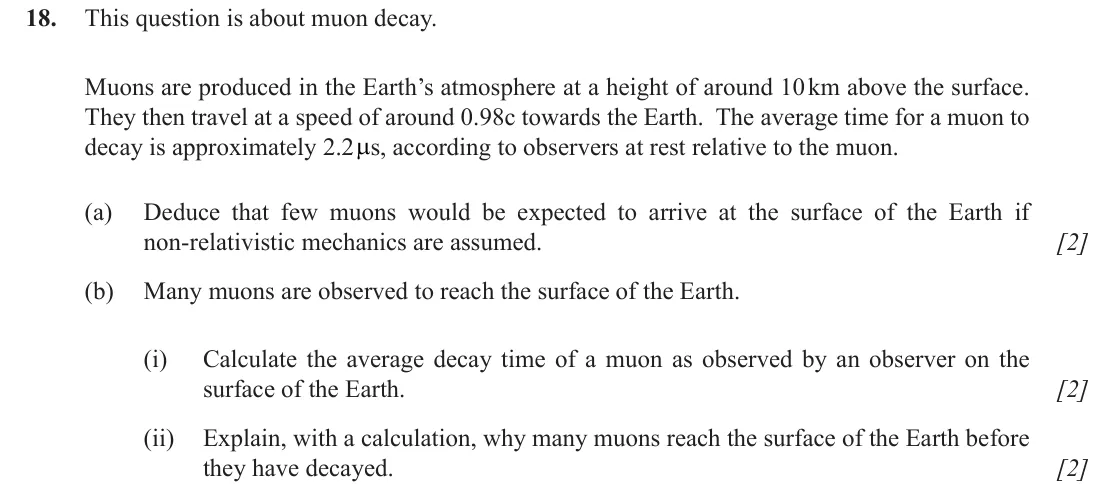 18. This question is about muon decay.
Muons are produced in the Earth’s atmosphere at a height of around 10km above the surface.
They then travel at a speed of around 0.98c towards the Earth. The average time for a muon to
decay is approximately 2.2μs, according to observers at rest relative to the muon.
(a) Deduce that few muons would be expected to arrive at the surface of the Earth if
non-relativistic mechanics are assumed. [2]
(b) Many muons are observed to reach the surface of the Earth.
(i) Calculate the average decay time of a muon as observed by an observer on the
surface of the Earth. [2]
(ii) Explain, with a calculation, why many muons reach the surface of the Earth before
they have decayed. [2]